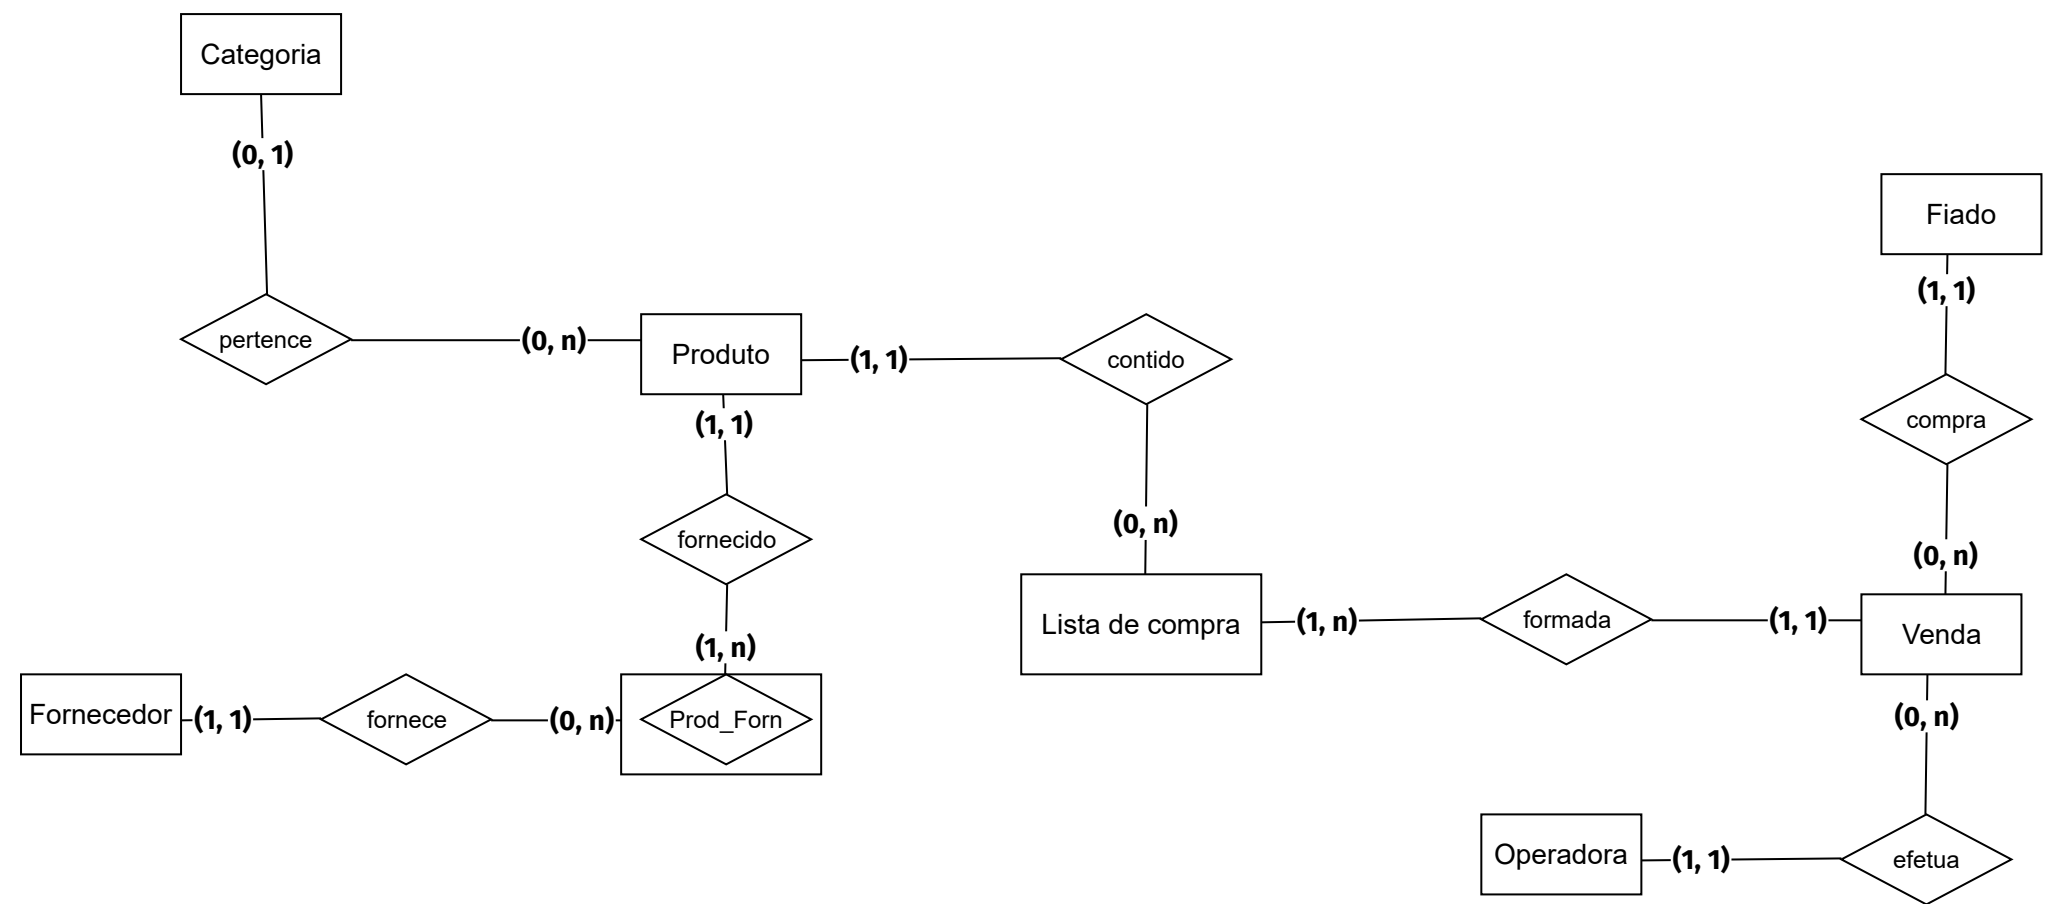 Categoria
(0, 1)
Fiado
(1, 1)
pertence
(0, n)
Produto
(1, 1)
contido
(1, 1)
compra
fornecido
(0, n)
(0, n)
Lista de compra
(1, n)
formada
(1, 1)
Venda
(1, n)
Fornecedor
(1, 1)
fornece
(0, n)
Prod_Forn
(0, n)
Operadora
(1, 1)
efetua